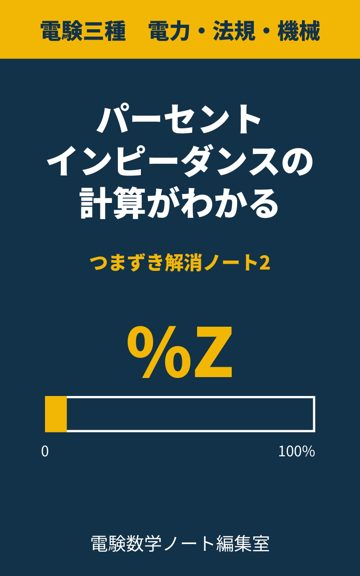 電験三種　電力・法規・機械
パーセント
インピーダンスの
計算がわかる
つまずき解消ノート2
%Z
0 100%
電験数学ノート編集室